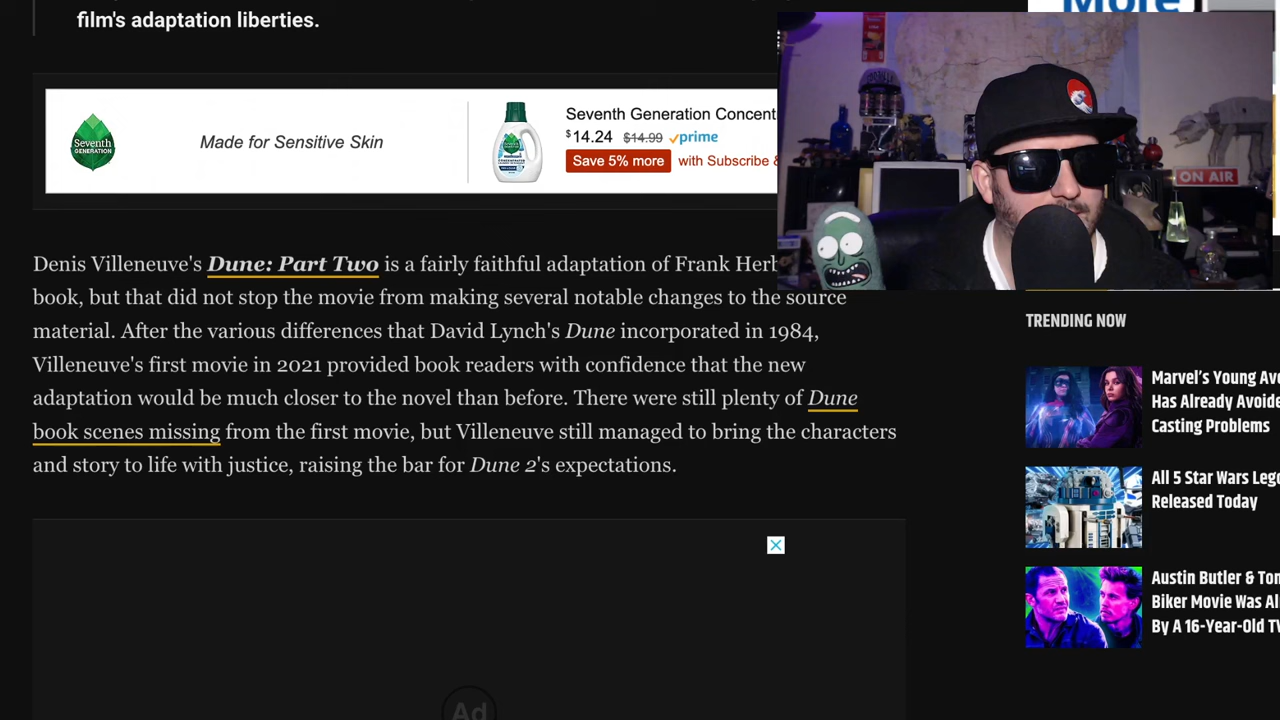 film's adaptation liberties.
More
Seventh
GENERATION
Made for Sensitive Skin
Seventh Generation Concent
$14.24 $14.99 prime
Save 5% more with Subscribe &
ON AIR
Denis Villeneuve's Dune: Part Two is a fairly faithful adaptation of Frank Herb
book, but that did not stop the movie from making several notable changes to the source
material. After the various differences that David Lynch's Dune incorporated in 1984,
Villeneuve's first movie in 2021 provided book readers with confidence that the new
adaptation would be much closer to the novel than before. There were still plenty of Dune
book scenes missing from the first movie, but Villeneuve still managed to bring the characters
and story to life with justice, raising the bar for Dune 2's expectations.
TRENDING NOW
Marvel's Young Ave
Has Already Avoide
Casting Problems
All 5 Star Wars Lego
Released Today
Austin Butler & Tom
Biker Movie Was Al
By A 16-Year-Old TV
Ad